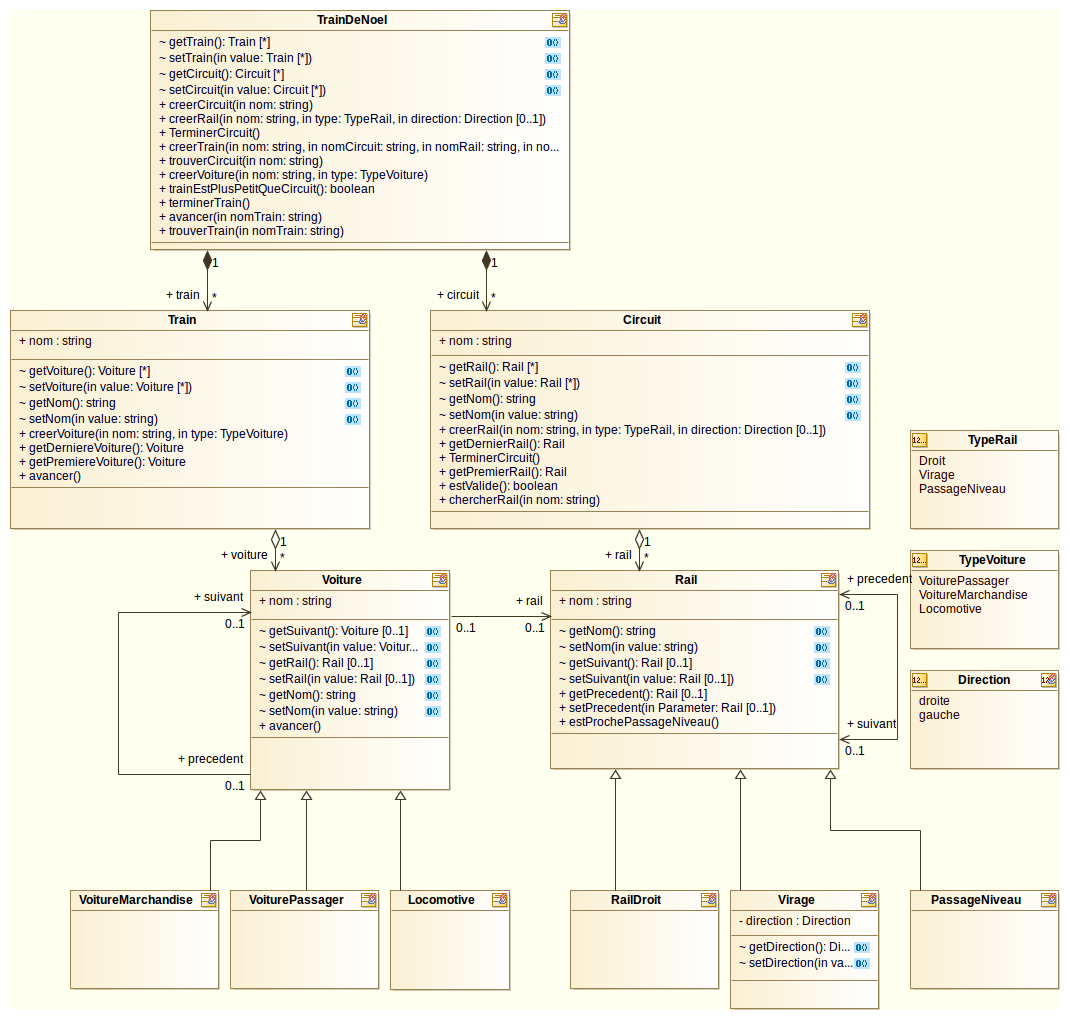 TrainDeNoel
~ getTrain(): Train [*]
~ setTrain(in value: Train [*])
~ getCircuit(): Circuit [*]
~ setCircuit(in value: Circuit [*])
+ creerCircuit(in nom: string)
+ creerRail(in nom: string, in type: TypeRail, in direction: Direction [0..1])
+ TerminerCircuit()
+ creerTrain(in nom: string, in nomCircuit: string, in nomRail: string, in no...
+ trouverCircuit(in nom: string)
+ creerVoiture(in nom: string, in type: TypeVoiture)
+ trainEstPlusPetitQueCircuit(): boolean
+ terminerTrain()
+ avancer(in nomTrain: string)
+ trouverTrain(in nomTrain: string)
1
+ train
*
1
+ circuit
*
Train
+ nom : string
~ getVoiture(): Voiture [*]
~ setVoiture(in value: Voiture [*])
~ getNom(): string
~ setNom(in value: string)
+ creerVoiture(in nom: string, in type: TypeVoiture)
+ getDerniereVoiture(): Voiture
+ getPremiereVoiture(): Voiture
+ avancer()
Circuit
+ nom : string
~ getRail(): Rail [*]
~ setRail(in value: Rail [*])
~ getNom(): string
~ setNom(in value: string)
+ creerRail(in nom: string, in type: TypeRail, in direction: Direction [0..1])
+ getDernierRail(): Rail
+ TerminerCircuit()
+ getPremierRail(): Rail
+ estValide(): boolean
+ chercherRail(in nom: string)
12...
TypeRail
Droit
Virage
PassageNiveau
1
+ voiture
*
1
+ rail
*
12...
TypeVoiture
VoiturePassager
VoitureMarchandise
Locomotive
Voiture
+ nom : string
~ getSuivant(): Voiture [0..1]
~ setSuivant(in value: Voitur...
~ getRail(): Rail [0..1]
~ setRail(in value: Rail [0..1])
~ getNom(): string
~ setNom(in value: string)
+ avancer()
+ suivant
0..1
+ precedent
0..1
+ rail
0..1
0..1
Rail
+ nom : string
~ getNom(): string
~ setNom(in value: string)
~ getSuivant(): Rail [0..1]
~ setSuivant(in value: Rail [0..1])
+ getPrecedent(): Rail [0..1]
+ setPrecedent(in Parameter: Rail [0..1])
+ estProchePassageNiveau()
+ precedent
0..1
+ suivant
0..1
12...
Direction
droite
gauche
VoitureMarchandise
VoiturePassager
Locomotive
RailDroit
Virage
- direction : Direction
~ getDirection(): Di...
~ setDirection(in va...
PassageNiveau